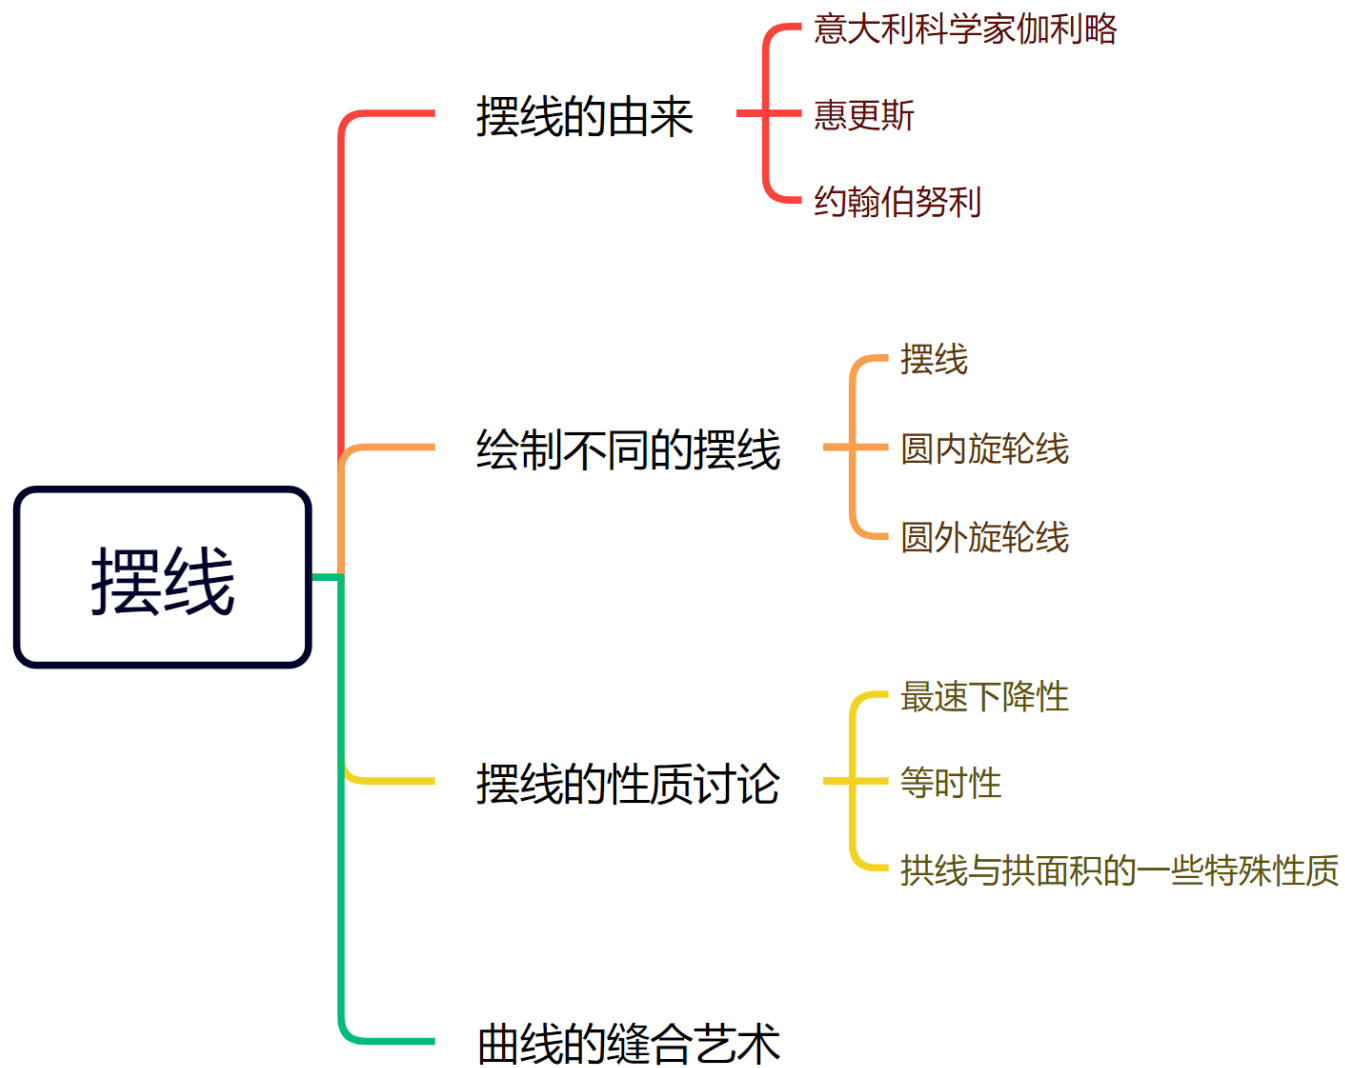 摆线
摆线的由来
意大利科学家伽利略
惠更斯
约翰伯努利
绘制不同的摆线
摆线
圆内旋轮线
圆外旋轮线
摆线的性质讨论
最速下降性
等时性
拱线与拱面积的一些特殊性质
曲线的缝合艺术